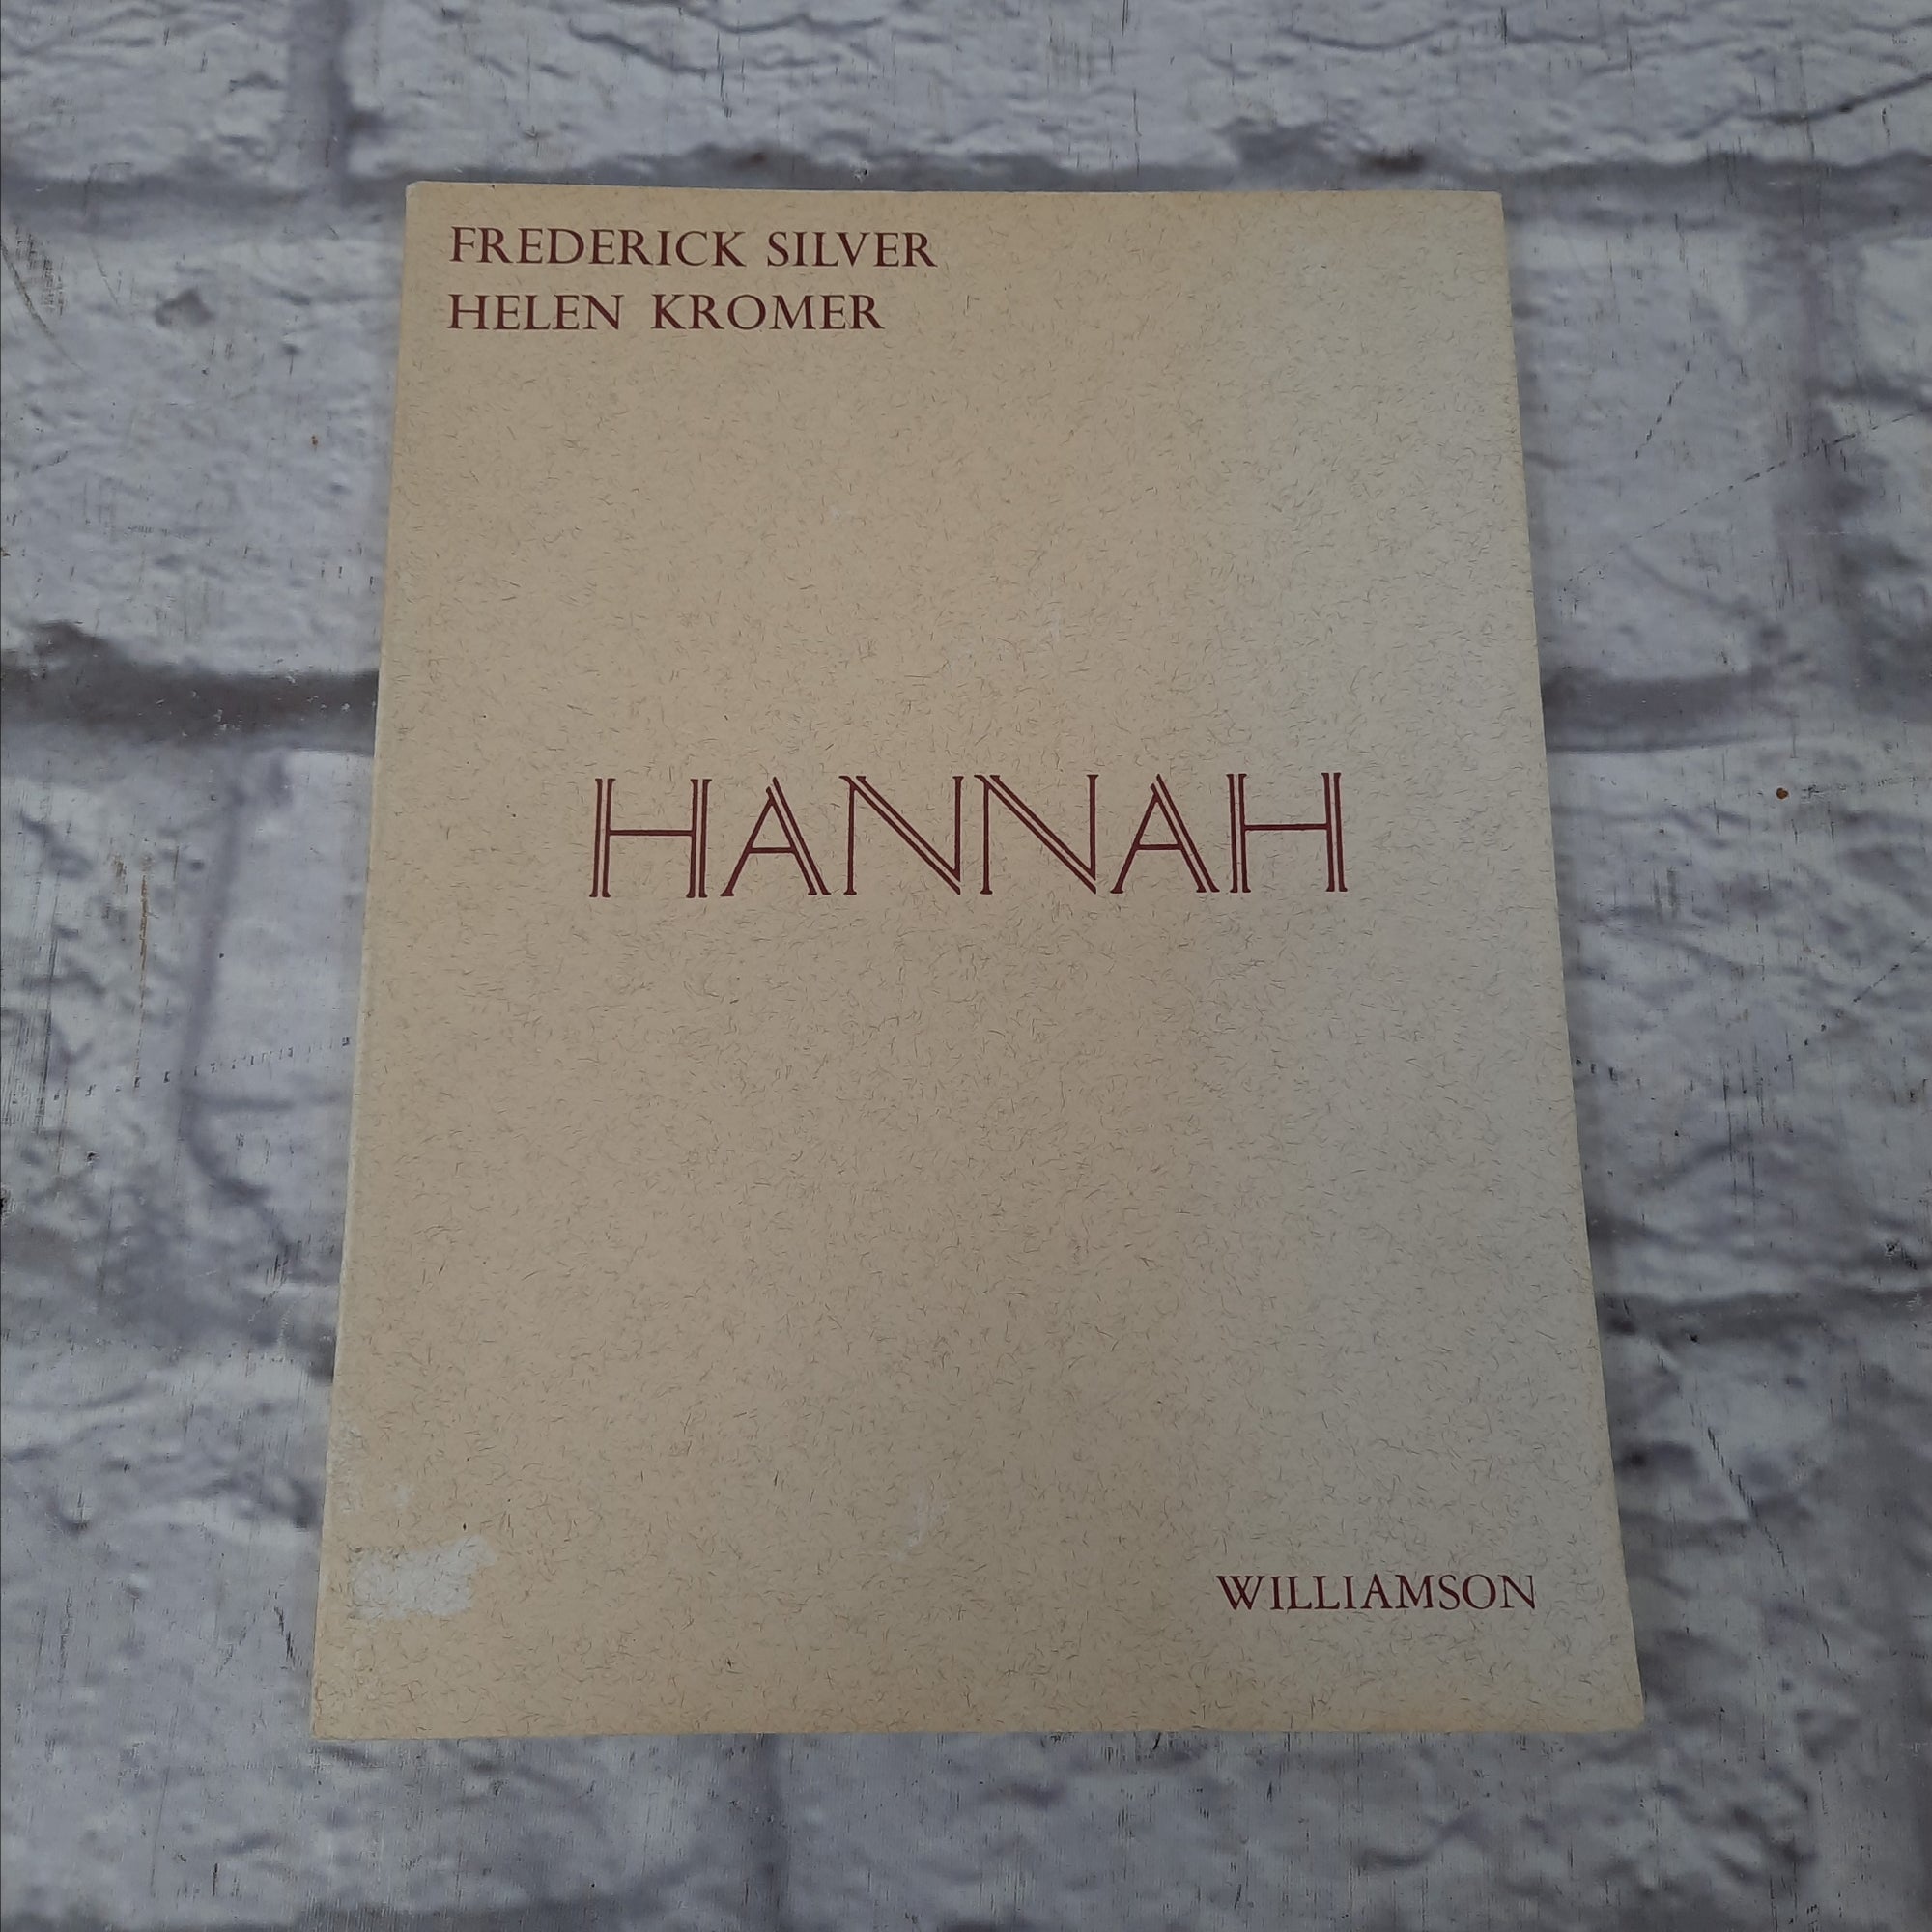 FREDERICK SILVER
HELEN KROMER
HANNAH
WILLIAMSON